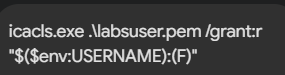 icacls.exe .\labsuser.pem /grant:r
"$($env:USERNAME):(F)"